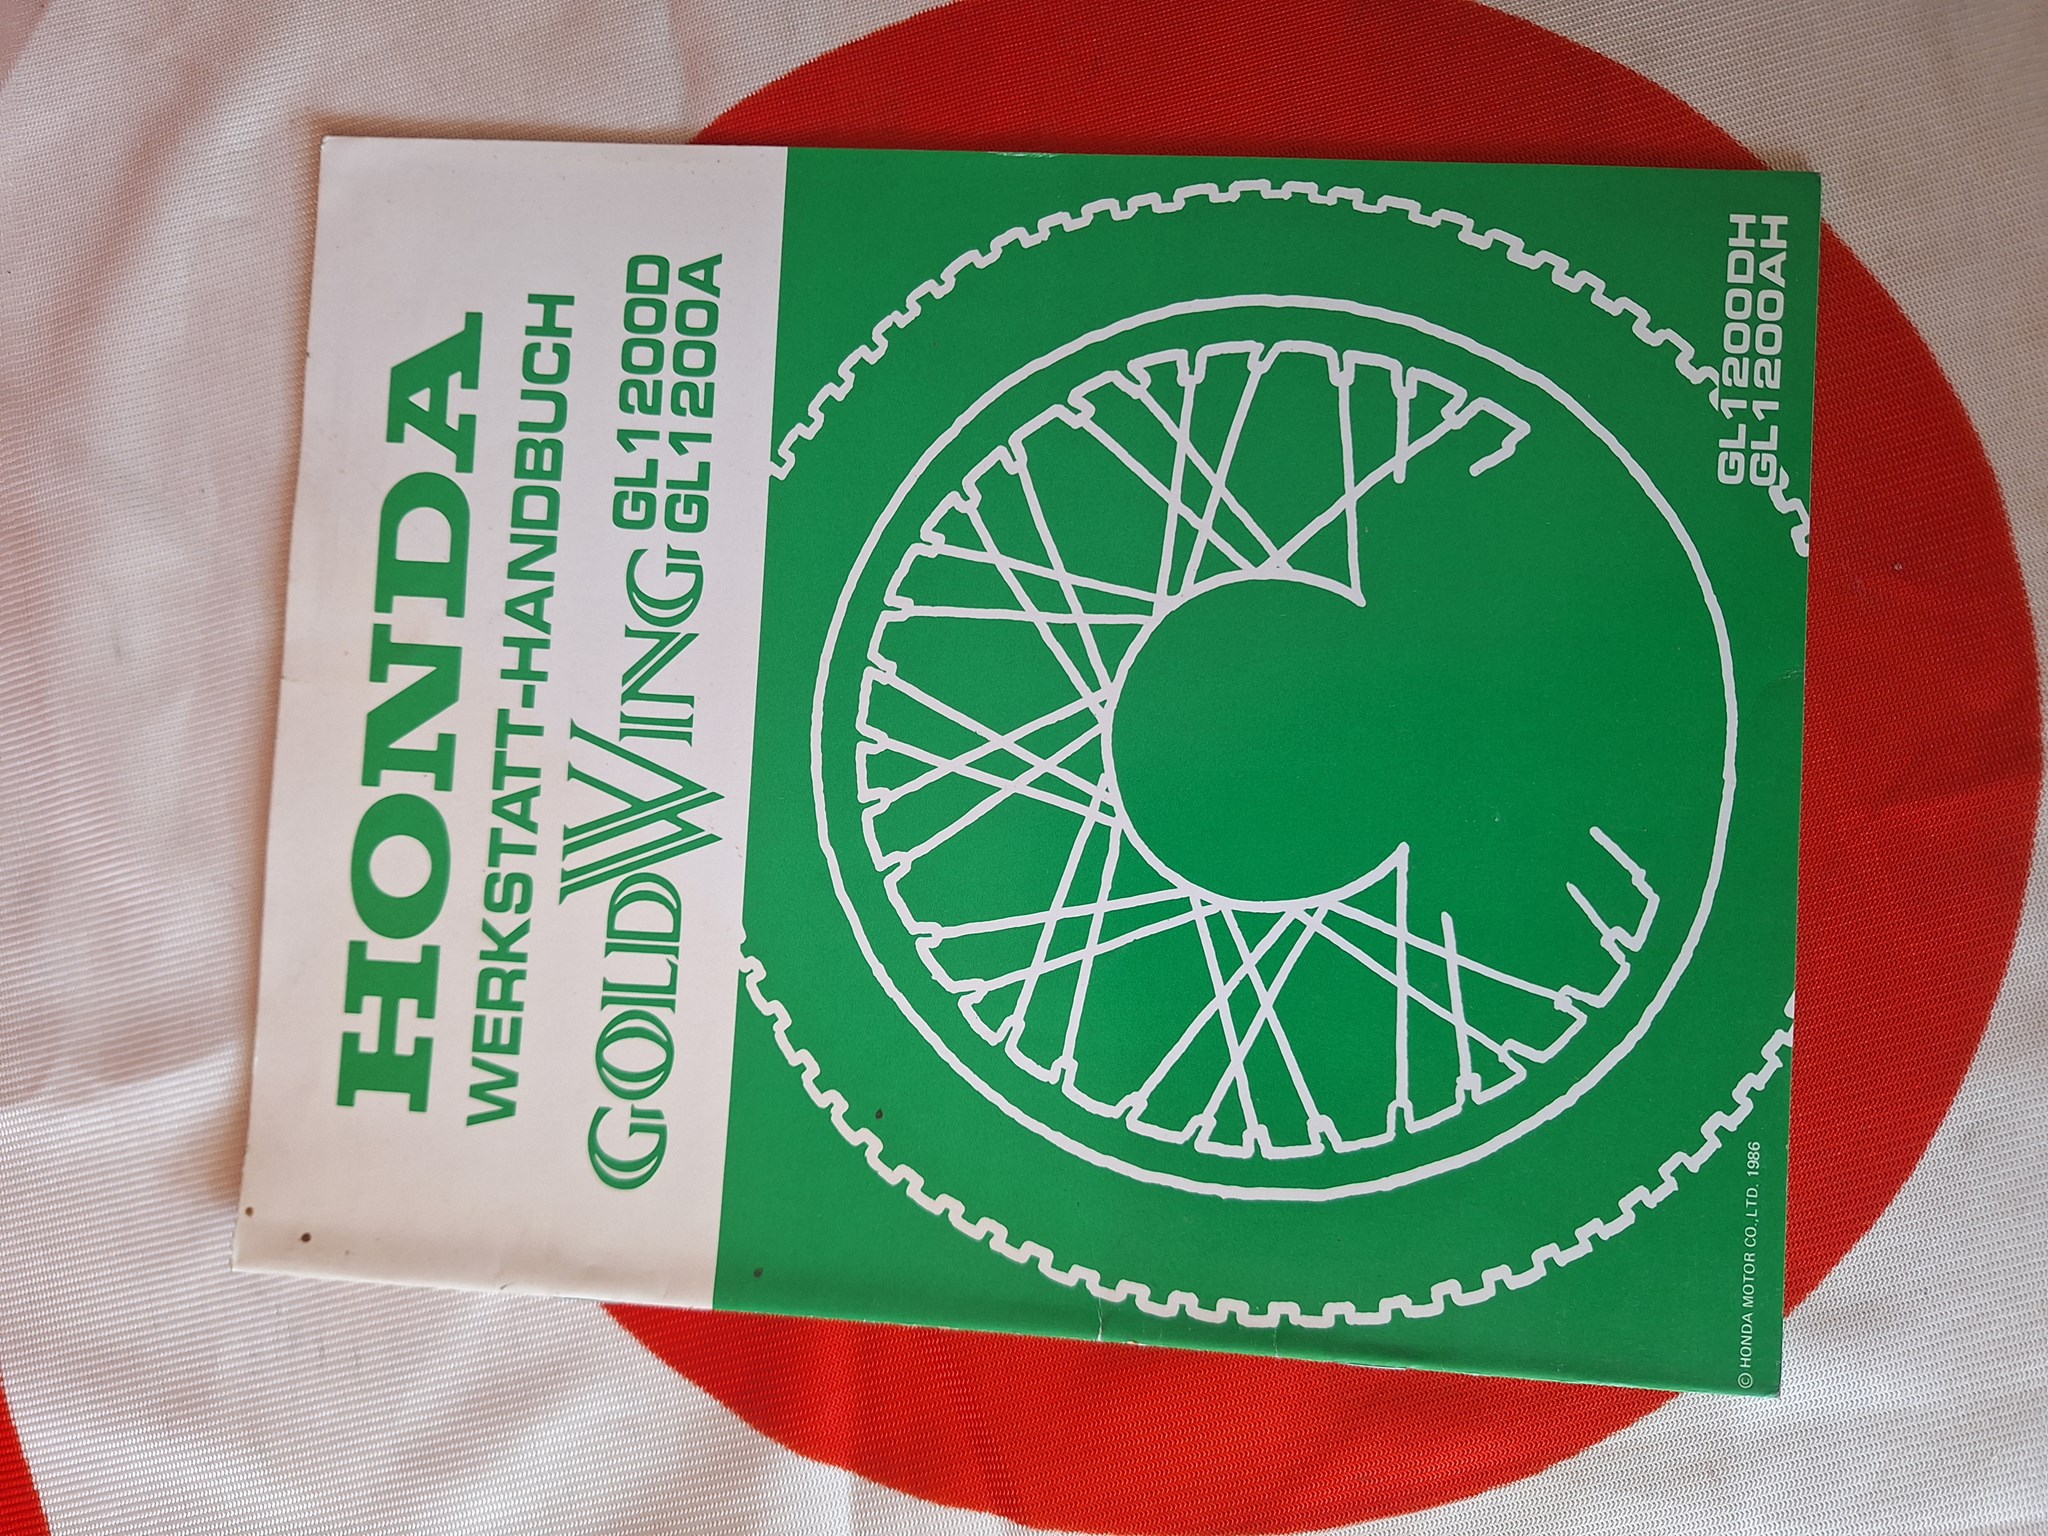 HONDA
WERKSTATT-HANDBUCH
GOLDWING GL1200D
GL1200A
GL1200DH
GL1200AH
© HONDA MOTOR CO.,LTD. 1986